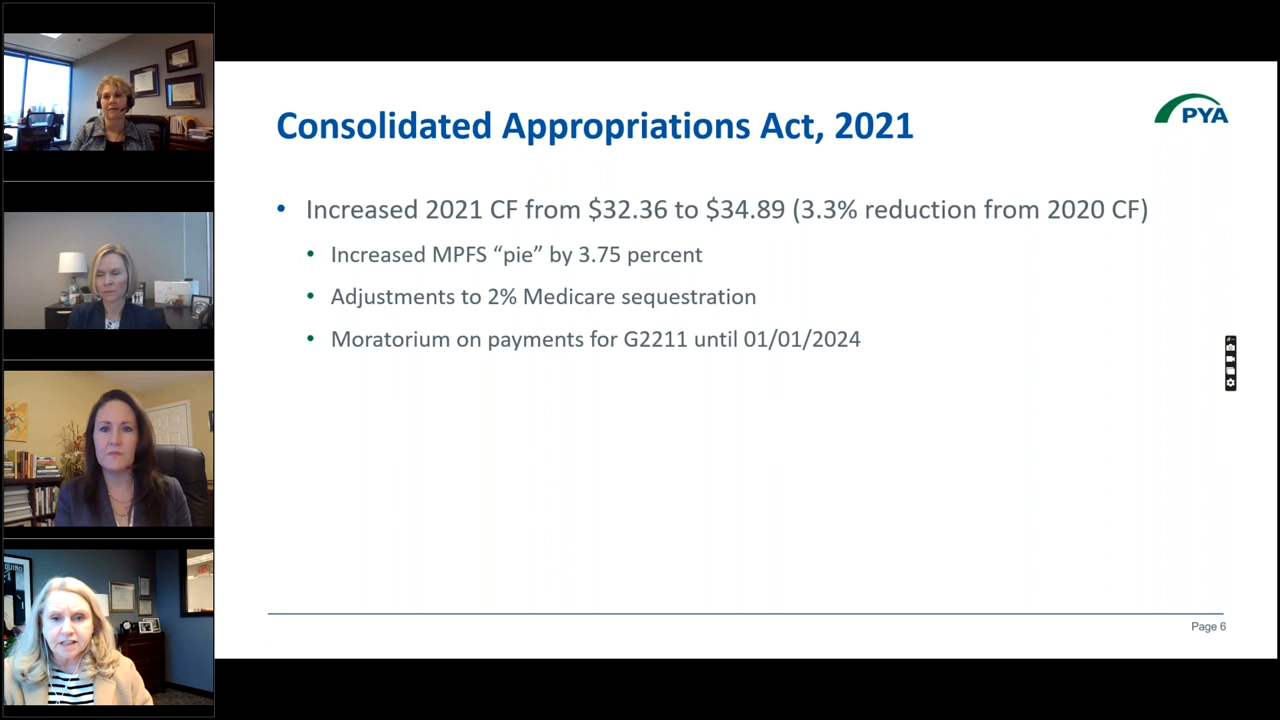 Consolidated Appropriations Act, 2021
PYA
• Increased 2021 CF from $32.36 to $34.89 (3.3% reduction from 2020 CF)
• Increased MPFS “pie” by 3.75 percent
• Adjustments to 2% Medicare sequestration
• Moratorium on payments for G2211 until 01/01/2024
Page 6